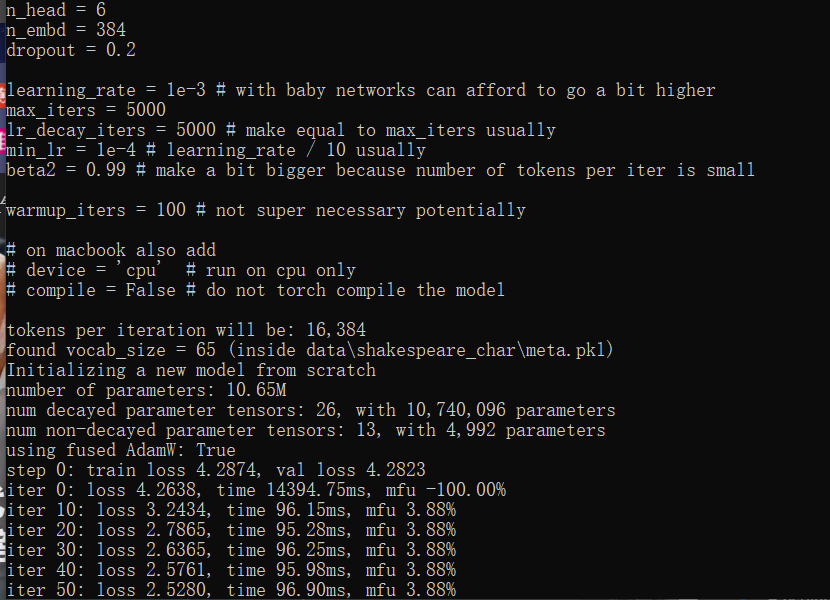 n_head = 6
n_embd = 384
dropout = 0.2
learning_rate = 1e-3 # with baby networks can afford to go a bit higher
max_iters = 5000
lr_decay_iters = 5000 # make equal to max_iters usually
min_lr = 1e-4 # learning_rate / 10 usually
beta2 = 0.99 # make a bit bigger because number of tokens per iter is small
warmup_iters = 100 # not super necessary potentially
# on macbook also add
# device = 'cpu'  # run on cpu only
# compile = False # do not torch compile the model
tokens per iteration will be: 16,384
found vocab_size = 65 (inside data\shakespeare_char\meta.pkl)
Initializing a new model from scratch
number of parameters: 10.65M
num decayed parameter tensors: 26, with 10,740,096 parameters
num non-decayed parameter tensors: 13, with 4,992 parameters
using fused AdamW: True
step 0: train loss 4.2874, val loss 4.2823
iter 0: loss 4.2638, time 14394.75ms, mfu -100.00%
iter 10: loss 3.2434, time 96.15ms, mfu 3.88%
iter 20: loss 2.7865, time 95.28ms, mfu 3.88%
iter 30: loss 2.6365, time 96.25ms, mfu 3.88%
iter 40: loss 2.5761, time 95.98ms, mfu 3.88%
iter 50: loss 2.5280, time 96.90ms, mfu 3.88%